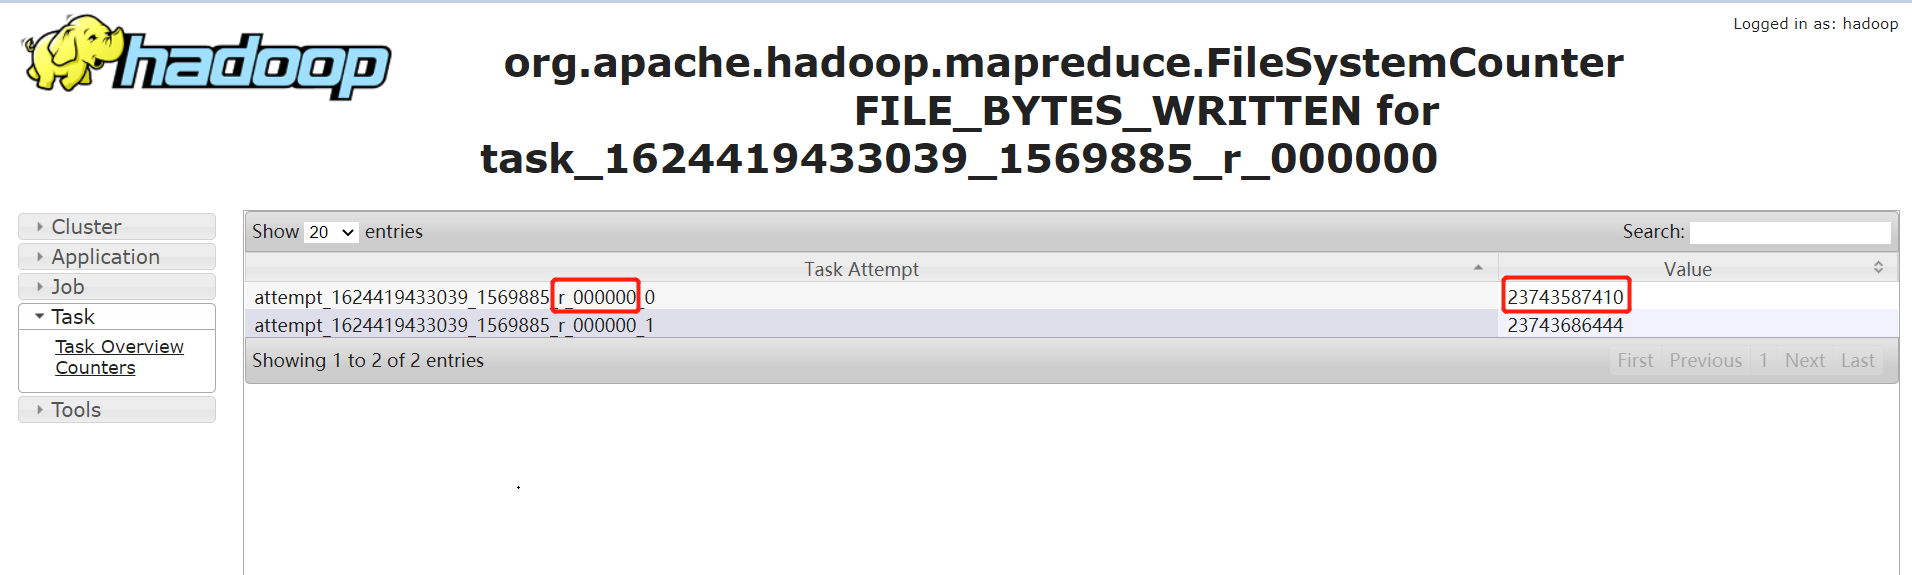 Logged in as: hadoop
hadoop
org.apache.hadoop.mapreduce.FileSystemCounter
FILE_BYTES_WRITTEN for
task_1624419433039_1569885_r_000000
Cluster
Application
Job
Task
Task Overview
Counters
Tools
Show 20 entries Search:
Task Attempt Value
attempt_1624419433039_1569885_r_000000_0 23743587410
attempt_1624419433039_1569885_r_000000_1 23743686444
Showing 1 to 2 of 2 entries First Previous 1 Next Last